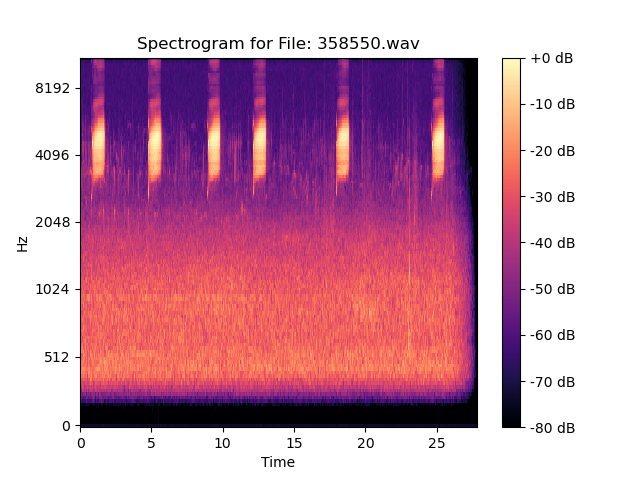 Spectrogram for File: 358550.wav
Hz
8192
4096
2048
1024
512
0
0 5 10 15 20 25
Time
+0 dB
-10 dB
-20 dB
-30 dB
-40 dB
-50 dB
-60 dB
-70 dB
-80 dB